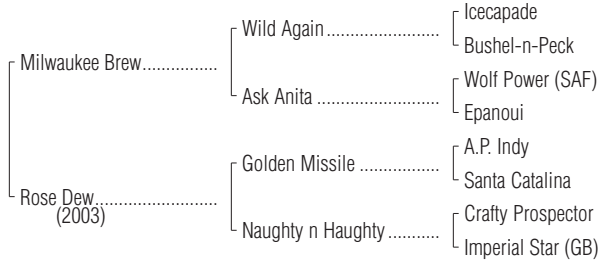 Icecapade
Wild Again
Bushel-n-Peck
Milwaukee Brew
Wolf Power (SAF)
Ask Anita
Epanoui
A.P. Indy
Golden Missile
Santa Catalina
Rose Dew
(2003)
Crafty Prospector
Naughty n Haughty
Imperial Star (GB)